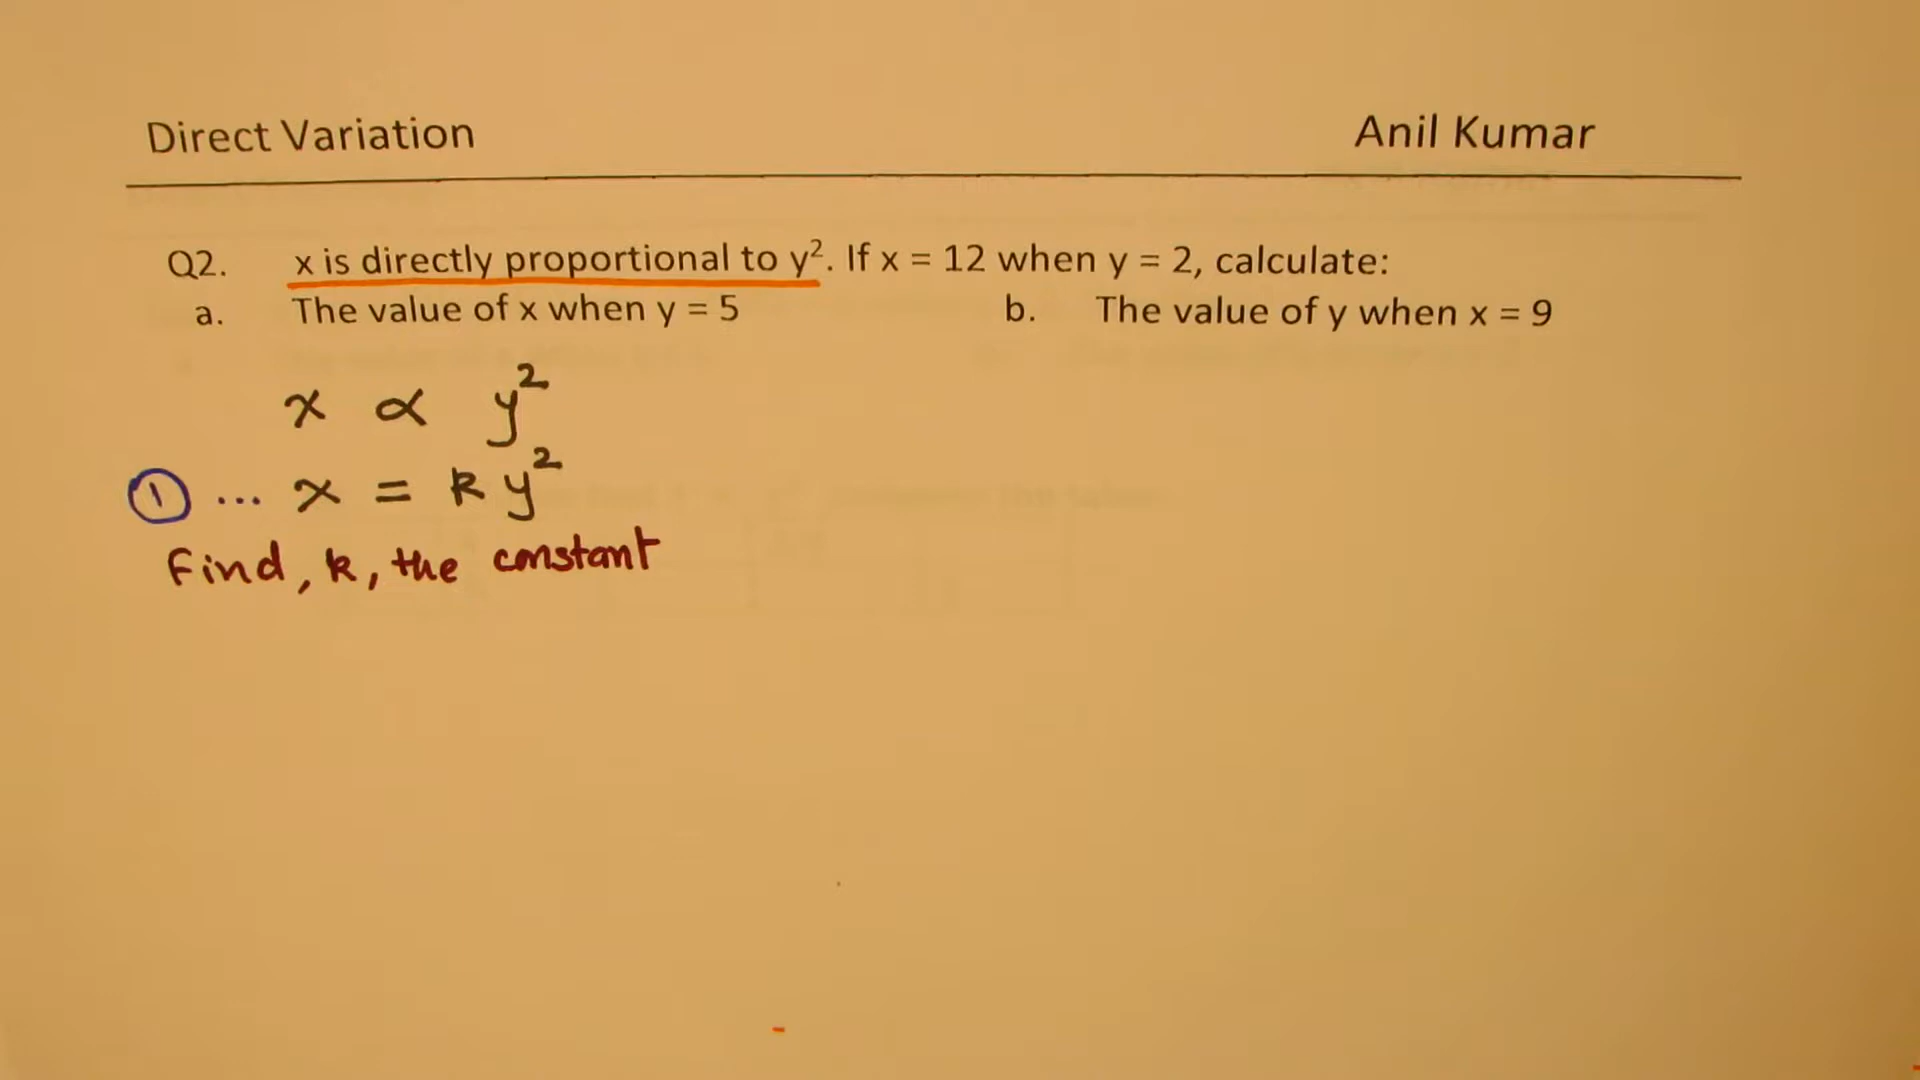 Direct Variation Anil Kumar
Q2. x is directly proportional to y². If x = 12 when y = 2, calculate:
a. The value of x when y = 5 b. The value of y when x = 9
x ∝ y²
① ... x = k y²
Find, k, the constant